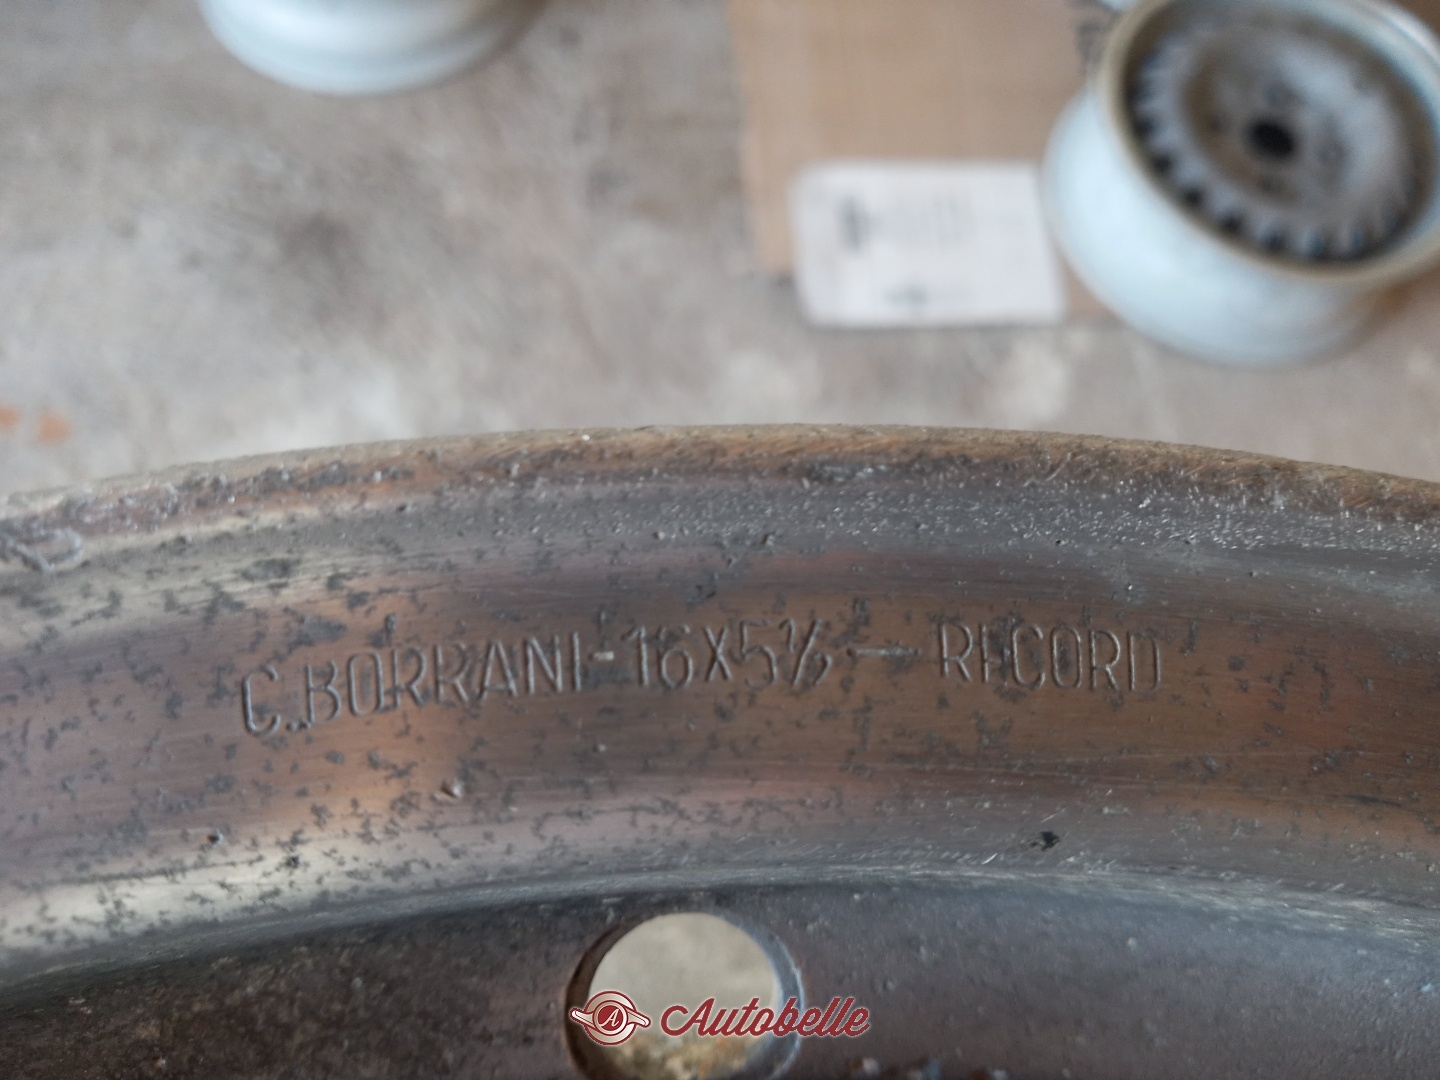 C. BORRANI-16X5½ — RECORD
A Autobelle